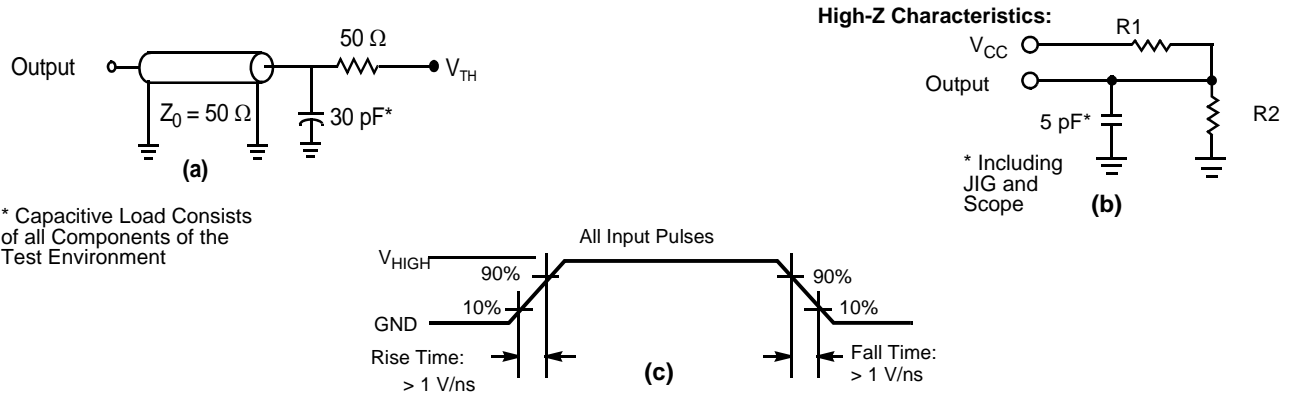 High-Z Characteristics:
50 Ω
Output
V_TH
Z_0 = 50 Ω
30 pF*
(a)
* Capacitive Load Consists
of all Components of the
Test Environment
R1
V_CC
Output
R2
5 pF*
* Including
JIG and
Scope
(b)
All Input Pulses
V_HIGH
90%
90%
10%
10%
GND
Rise Time:
> 1 V/ns
(c)
Fall Time:
> 1 V/ns